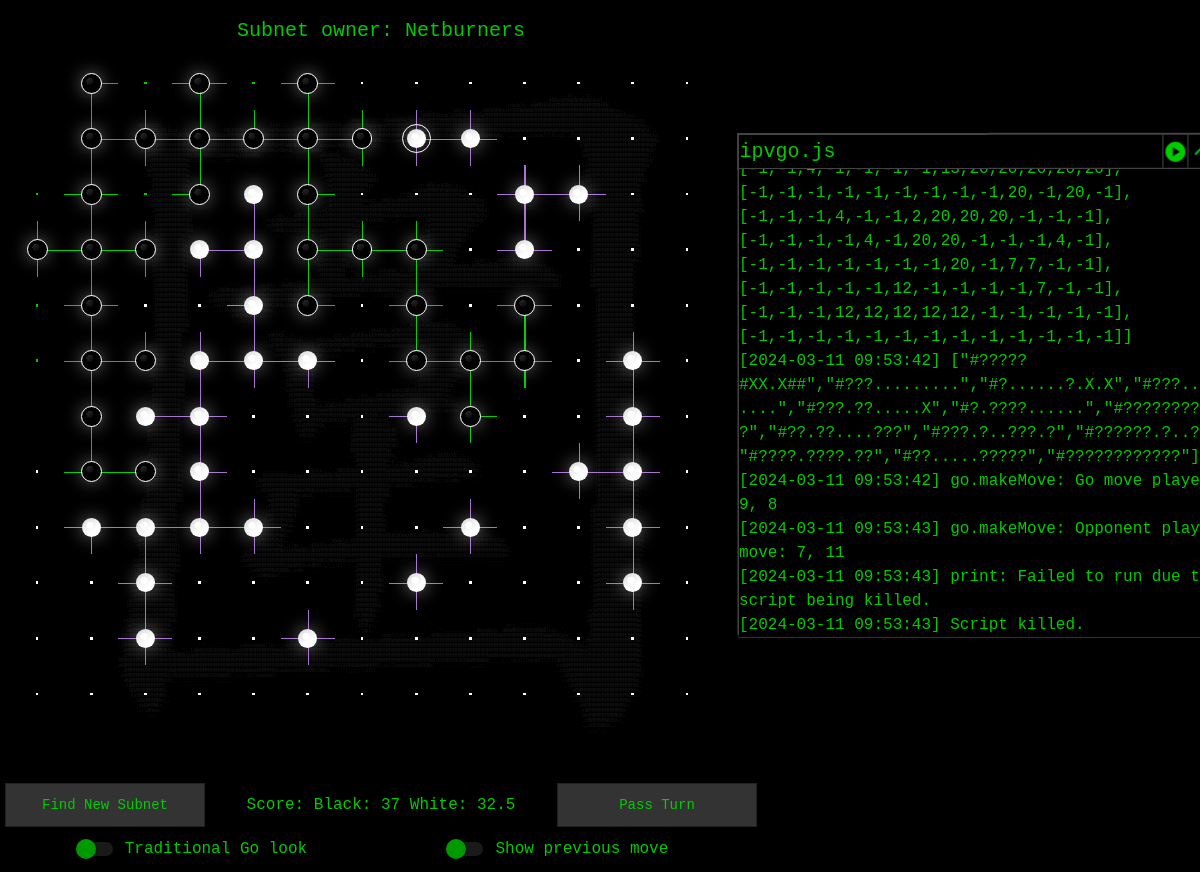 Subnet owner: Netburners
ipvgo.js
[-1,-1,4,-1,-1,-1,-1,13,20,20,20,20,20],
[-1,-1,-1,-1,-1,-1,-1,-1,-1,-1,20,-1,20,-1],
[-1,-1,-1,4,-1,-1,2,20,20,20,-1,-1,-1],
[-1,-1,-1,-1,4,-1,20,20,-1,-1,-1,4,-1],
[-1,-1,-1,-1,-1,-1,-1,20,-1,7,7,-1,-1],
[-1,-1,-1,-1,-1,12,-1,-1,-1,-1,7,-1,-1],
[-1,-1,-1,12,12,12,12,12,-1,-1,-1,-1,-1],
[-1,-1,-1,-1,-1,-1,-1,-1,-1,-1,-1,-1,-1]]
[2024-03-11 09:53:42] ["#?????
#XX.X##","#???.........","#?......?.X.X","#???..
....","#???.??.....X","#?.????......","#????????
?","#??.??....???","#???.?..???.?","#??????.?..?
"#????.????.??","#??.....?????","#????????????"]
[2024-03-11 09:53:42] go.makeMove: Go move playe
9, 8
[2024-03-11 09:53:43] go.makeMove: Opponent play
move: 7, 11
[2024-03-11 09:53:43] print: Failed to run due t
script being killed.
[2024-03-11 09:53:43] Script killed.
Find New Subnet
Score: Black: 37 White: 32.5
Pass Turn
Traditional Go look
Show previous move